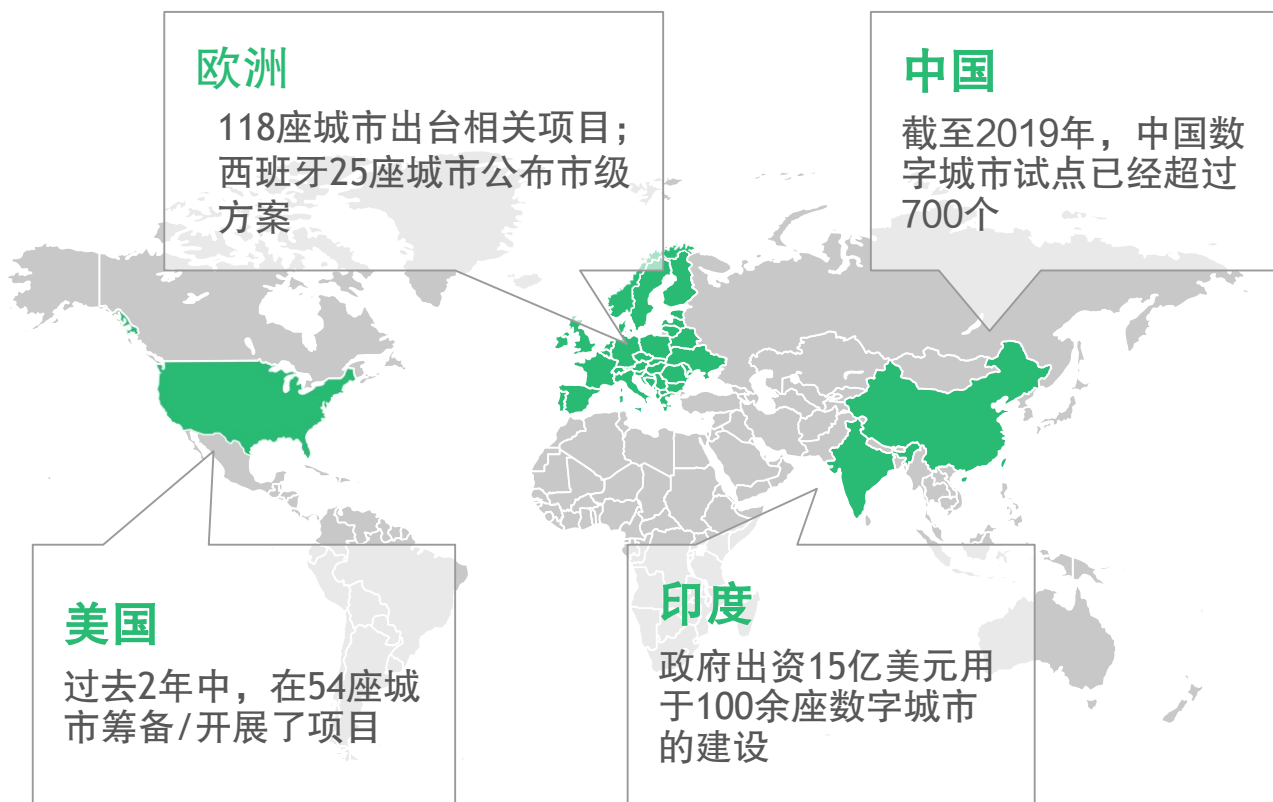 欧洲
118座城市出台相关项目；
西班牙25座城市公布市级
方案
中国
截至2019年，中国数
字城市试点已经超过
700个
美国
过去2年中，在54座城
市筹备/开展了项目
印度
政府出资15亿美元用
于100余座数字城市
的建设